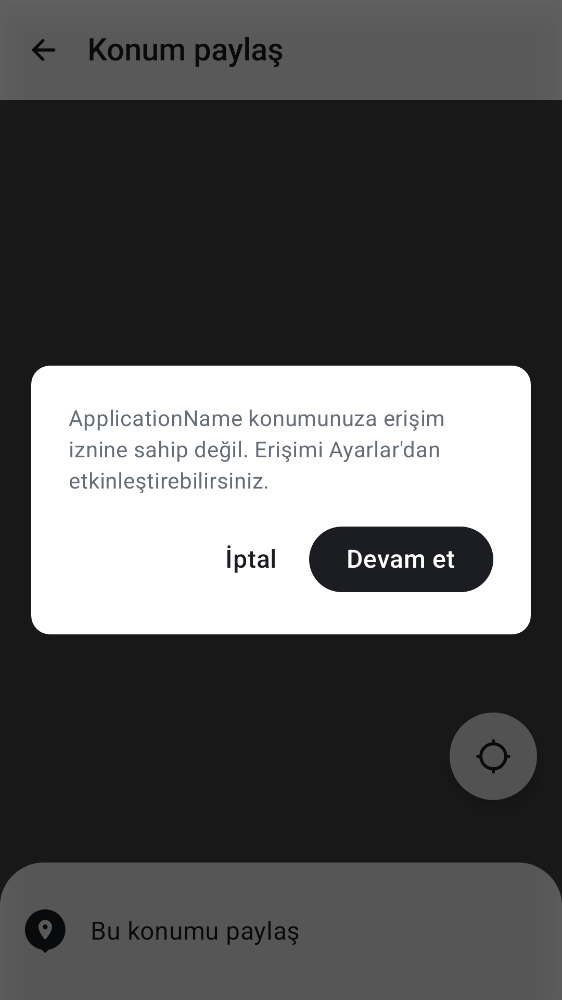 Konum paylaş
ApplicationName konumunuza erişim
iznine sahip değil. Erişimi Ayarlar'dan
etkinleştirebilirsiniz.
İptal
Devam et
Bu konumu paylaş